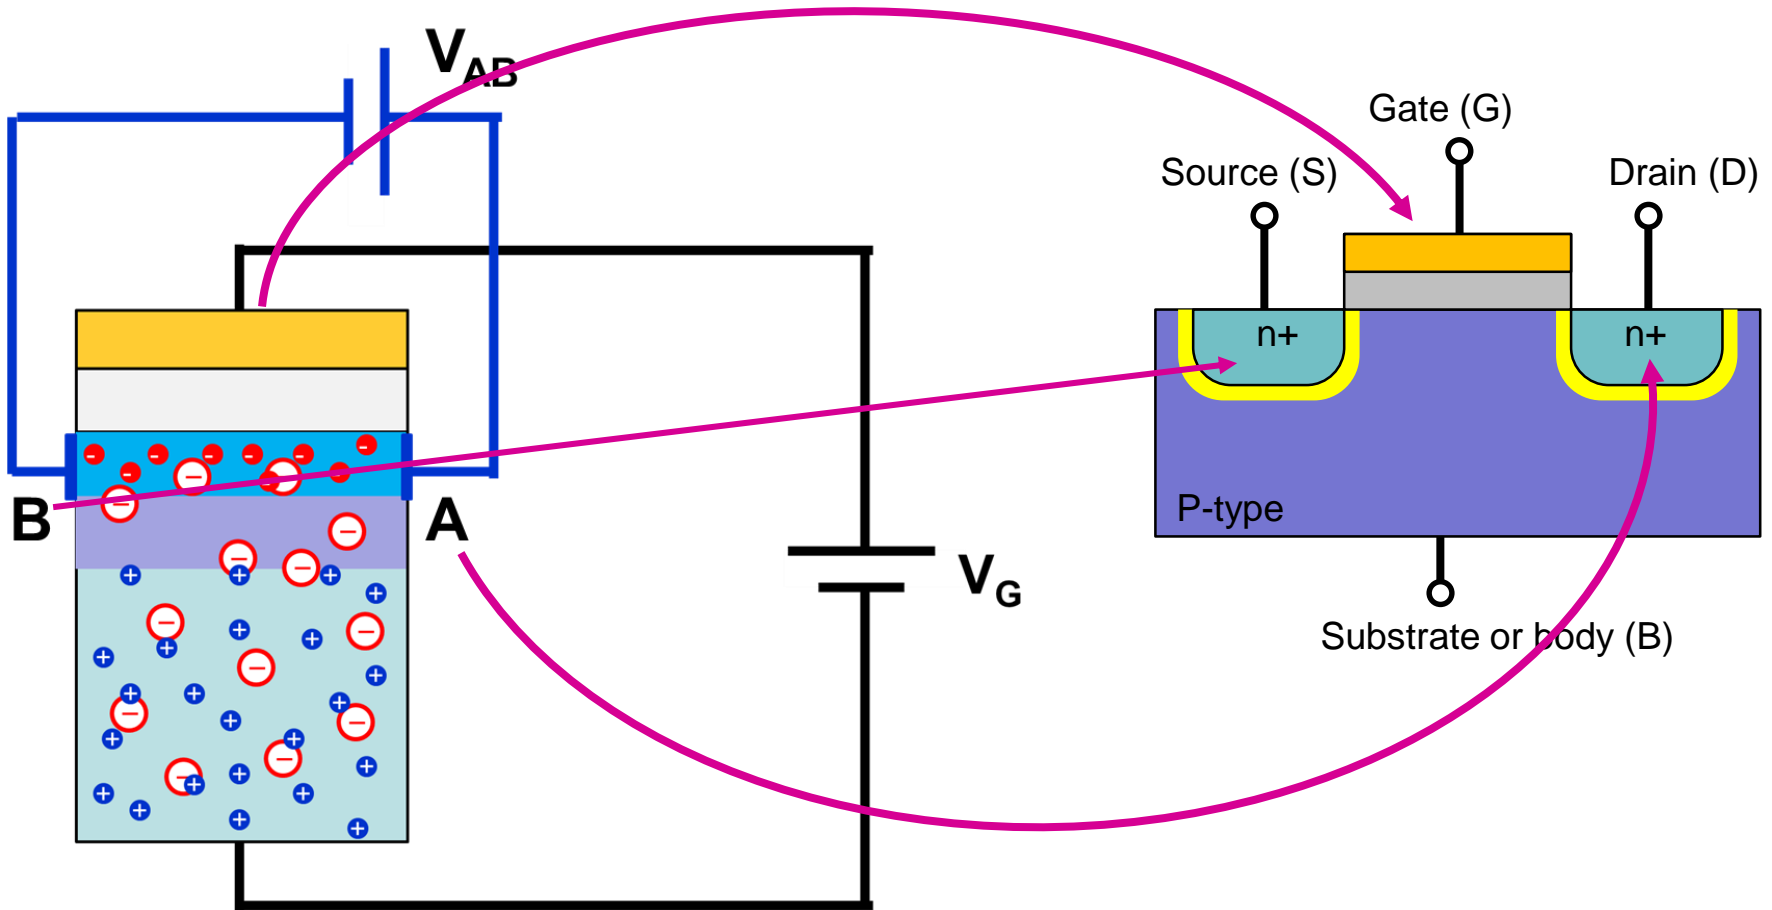 VAB
Gate (G)
Source (S)
Drain (D)
n+
n+
B
A
P-type
VG
Substrate or body (B)